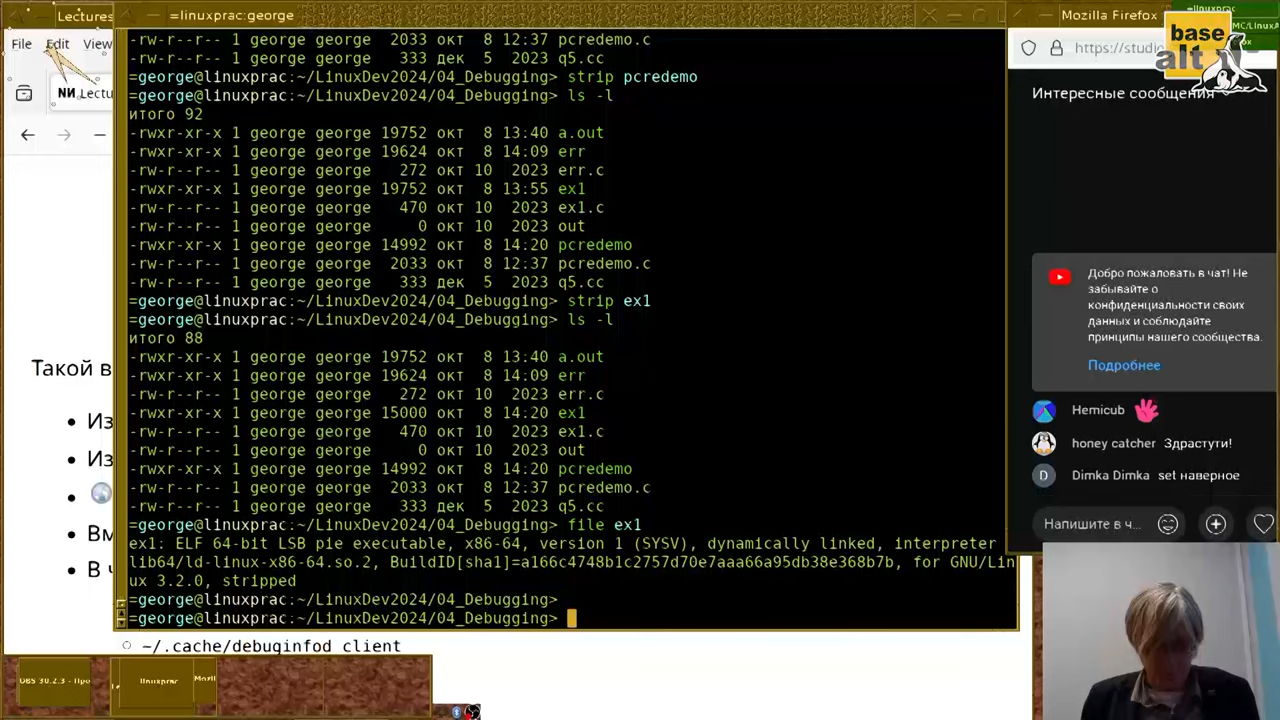 Lectures
=linuxprac:george
Mozilla Firefox
File Edit View
Lectu
https://studio
base
alt
MC/LinuxA
Интересные сообщения
-rw-r--r-- 1 george george   2033 окт  8 12:37 pcredemo.c
-rw-r--r-- 1 george george    333 дек  5  2023 q5.cc
=george@linuxprac:~/LinuxDev2024/04_Debugging> strip pcredemo
=george@linuxprac:~/LinuxDev2024/04_Debugging> ls -l
итого 92
-rwxr-xr-x 1 george george 19752 окт  8 13:40 a.out
-rwxr-xr-x 1 george george 19624 окт  8 14:09 err
-rw-r--r-- 1 george george   272 окт 10  2023 err.c
-rwxr-xr-x 1 george george 19752 окт  8 13:55 ex1
-rw-r--r-- 1 george george   470 окт 10  2023 ex1.c
-rw-r--r-- 1 george george     0 окт 10  2023 out
-rwxr-xr-x 1 george george 14992 окт  8 14:20 pcredemo
-rw-r--r-- 1 george george  2033 окт  8 12:37 pcredemo.c
-rw-r--r-- 1 george george   333 дек  5  2023 q5.cc
=george@linuxprac:~/LinuxDev2024/04_Debugging> strip ex1
=george@linuxprac:~/LinuxDev2024/04_Debugging> ls -l
итого 88
-rwxr-xr-x 1 george george 19752 окт  8 13:40 a.out
-rwxr-xr-x 1 george george 19624 окт  8 14:09 err
-rw-r--r-- 1 george george   272 окт 10  2023 err.c
-rwxr-xr-x 1 george george 15000 окт  8 14:20 ex1
-rw-r--r-- 1 george george   470 окт 10  2023 ex1.c
-rw-r--r-- 1 george george     0 окт 10  2023 out
-rwxr-xr-x 1 george george 14992 окт  8 14:20 pcredemo
-rw-r--r-- 1 george george  2033 окт  8 12:37 pcredemo.c
-rw-r--r-- 1 george george   333 дек  5  2023 q5.cc
=george@linuxprac:~/LinuxDev2024/04_Debugging> file ex1
ex1: ELF 64-bit LSB pie executable, x86-64, version 1 (SYSV), dynamically linked, interpreter
lib64/ld-linux-x86-64.so.2, BuildID[sha1]=a166c4748b1c2757d70e7aaa66a95db38e368b7b, for GNU/Lin
ux 3.2.0, stripped
=george@linuxprac:~/LinuxDev2024/04_Debugging>
=george@linuxprac:~/LinuxDev2024/04_Debugging>
Такой в
Из
Из
Вм
В ч
~/.cache/debuginfod_client
Добро пожаловать в чат! Не
забывайте о
конфиденциальности своих
данных и соблюдайте
принципы нашего сообщества.
Подробнее
Hemicub
honey catcher Здрастути!
D Dimka Dimka set наверное
Напишите в ч...
DBS 30.2.3 - Про
linuxprac
Mozil